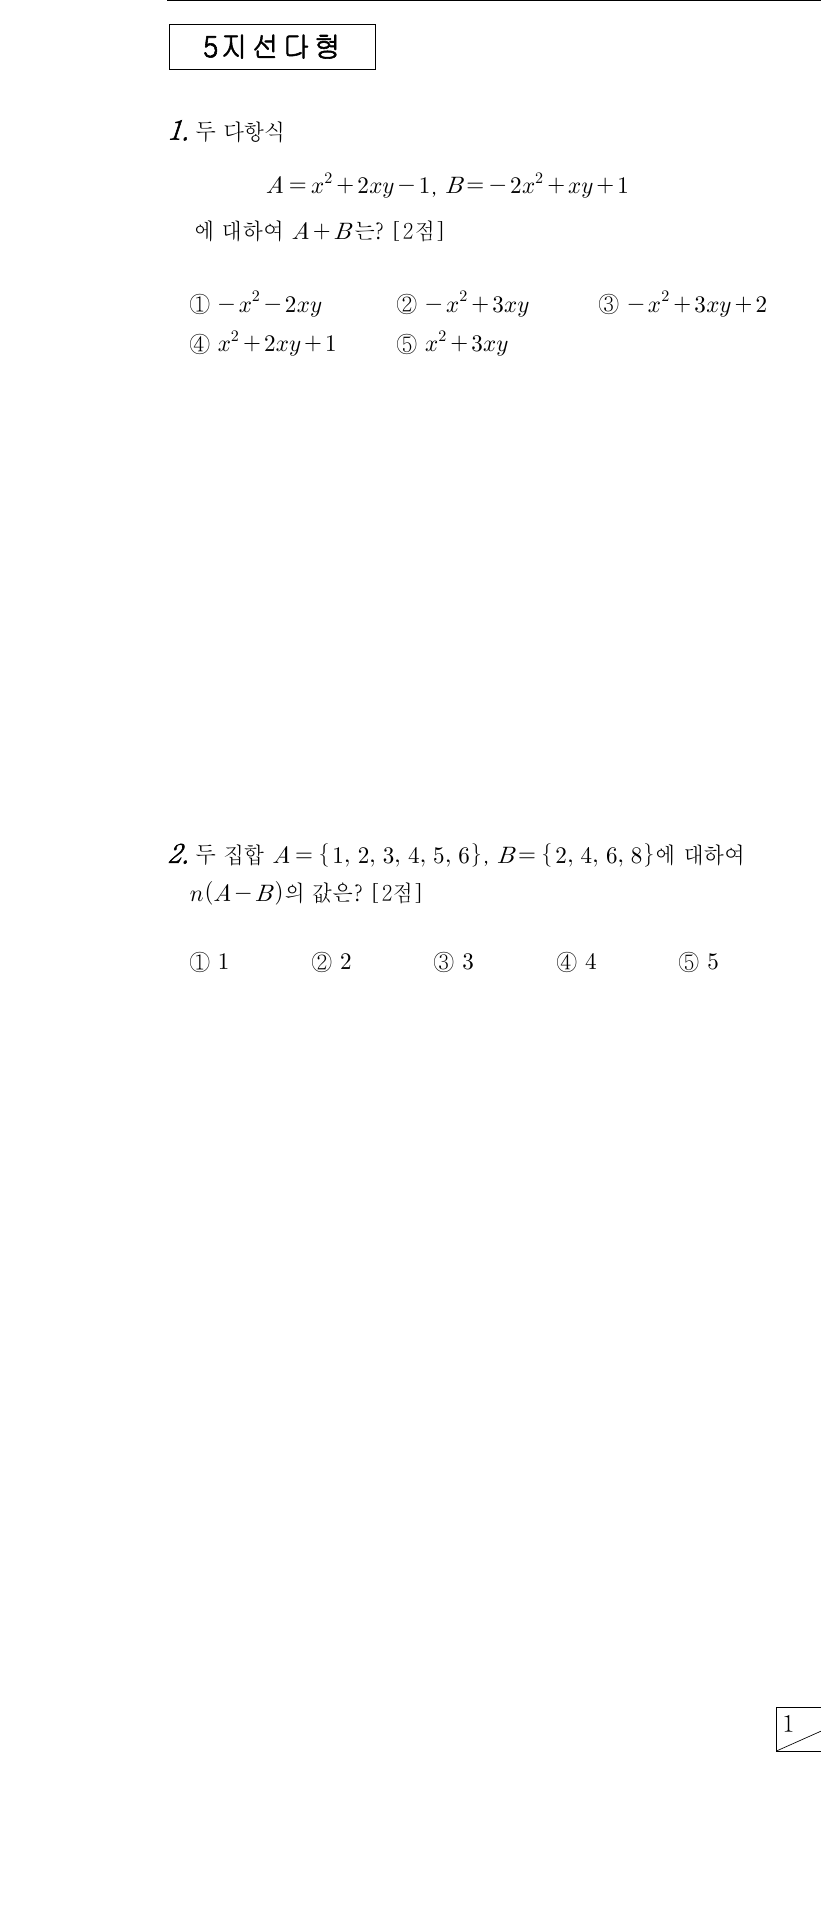 5지선다형
1. 두 다항식
A=x²+2xy-1, B=-2x²+xy+1
에 대하여 A+B는? [2점]
① -x²-2xy ② -x²+3xy ③ -x²+3xy+2
④ x²+2xy+1 ⑤ x²+3xy
2. 두 집합 A={1, 2, 3, 4, 5, 6}, B={2, 4, 6, 8}에 대하여
n(A-B)의 값은? [2점]
① 1 ② 2 ③ 3 ④ 4 ⑤ 5
1